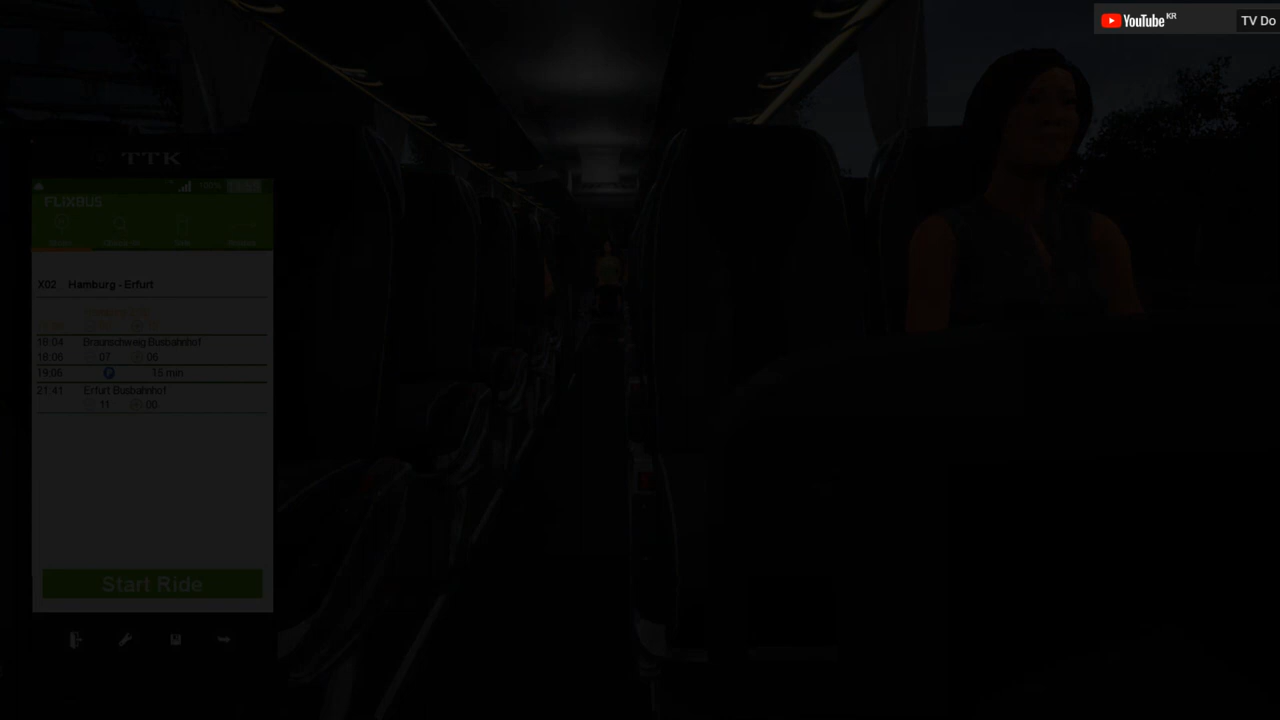 YouTube KR
TV Do
TTK
100%
FLIXBUS
X02 Hamburg - Erfurt
18:04 Braunschweig Busbahnhof
18:06 07 06
19:06 P 15 min
21:41 Erfurt Busbahnhof
11 00
Start Ride